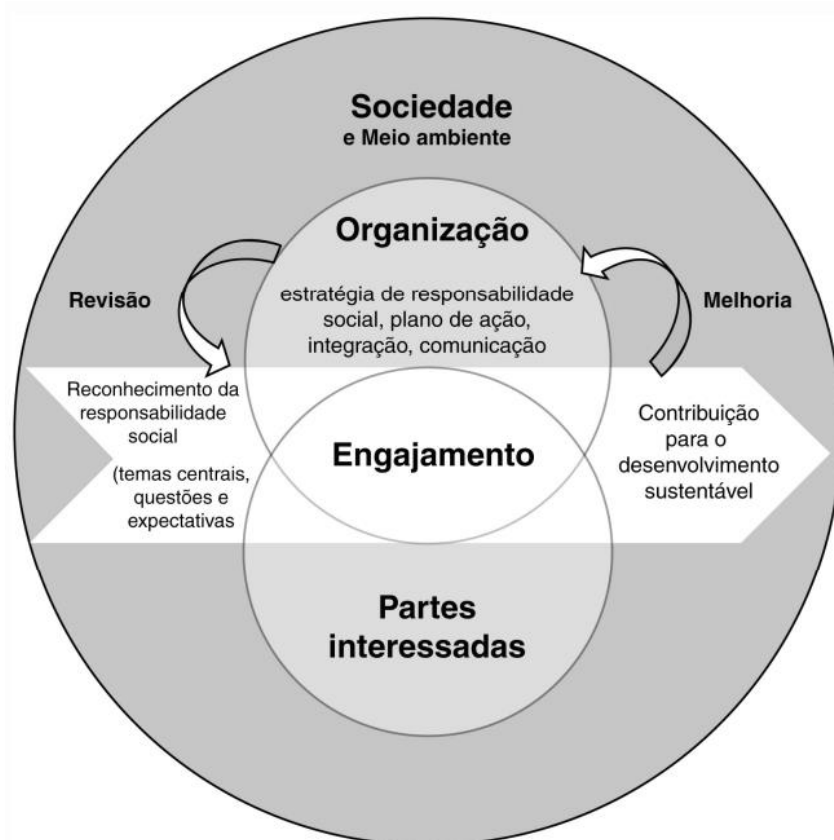 Sociedade
e Meio ambiente
Organização
estratégia de responsabilidade
social, plano de ação,
integração, comunicação
Revisão
Melhoria
Reconhecimento da
responsabilidade
social
(temas centrais,
questões e
expectativas
Engajamento
Contribuição
para o
desenvolvimento
sustentável
Partes
interessadas